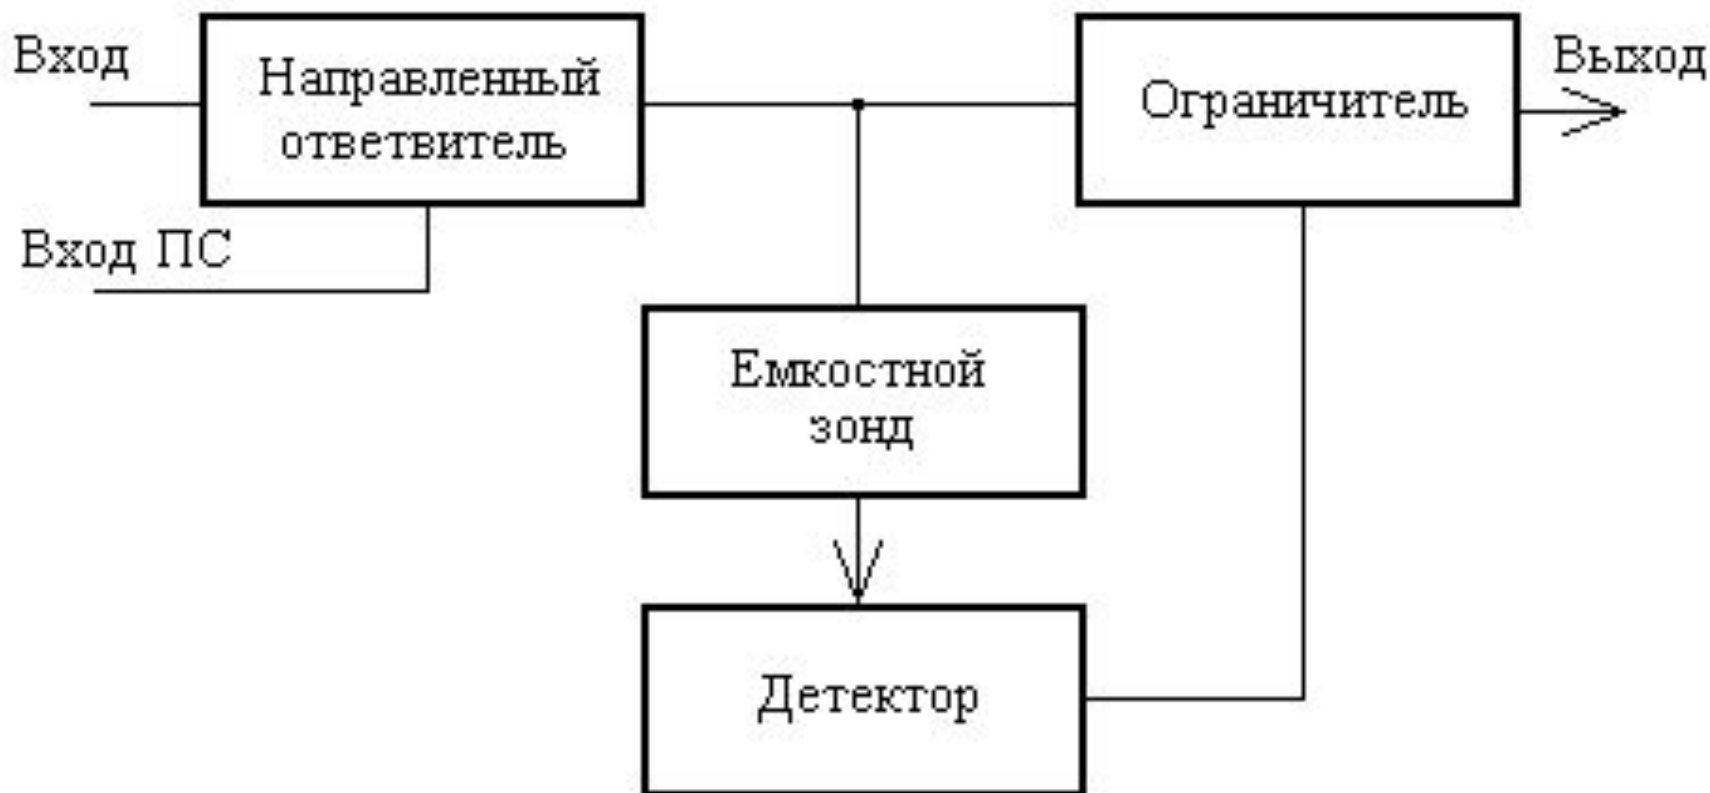 Вход
Направленный
ответвитель
Ограничитель
Выход
Вход ПС
Емкостной
зонд
Детектор